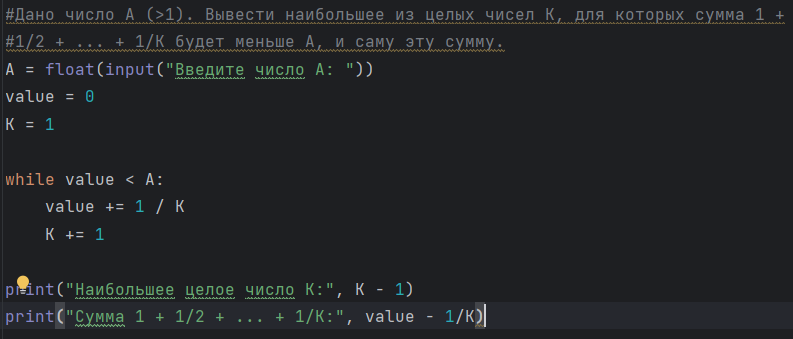 #Дано число A (>1). Вывести наибольшее из целых чисел K, для которых сумма 1 +
#1/2 + ... + 1/K будет меньше A, и саму эту сумму.
A = float(input("Введите число A: "))
value = 0
K = 1
while value < A:
    value += 1 / K
    K += 1
print("Наибольшее целое число K:", K - 1)
print("Сумма 1 + 1/2 + ... + 1/K:", value - 1/K)